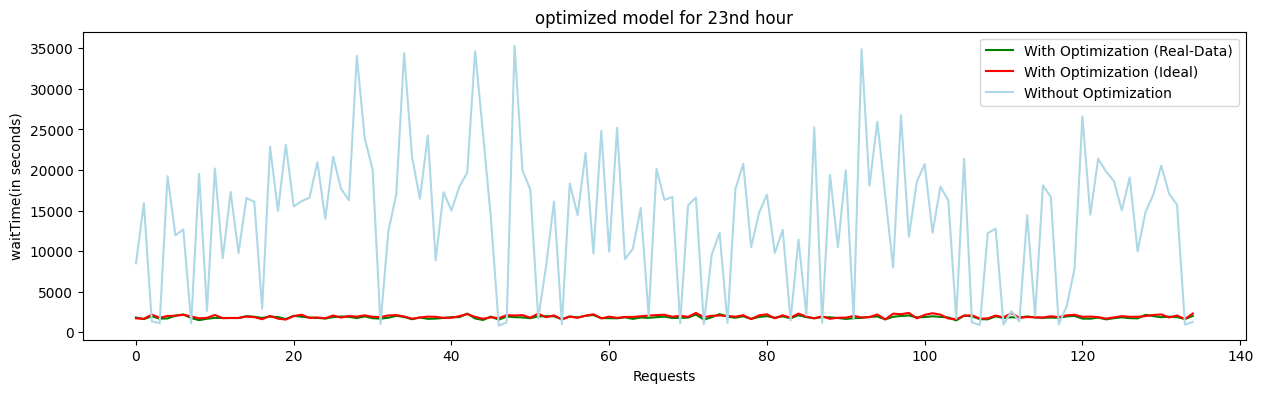 optimized model for 23nd hour
waitTime(in seconds)
35000
30000
25000
20000
15000
10000
5000
0
With Optimization (Real-Data)
With Optimization (Ideal)
Without Optimization
0 20 40 60 80 100 120 140
Requests